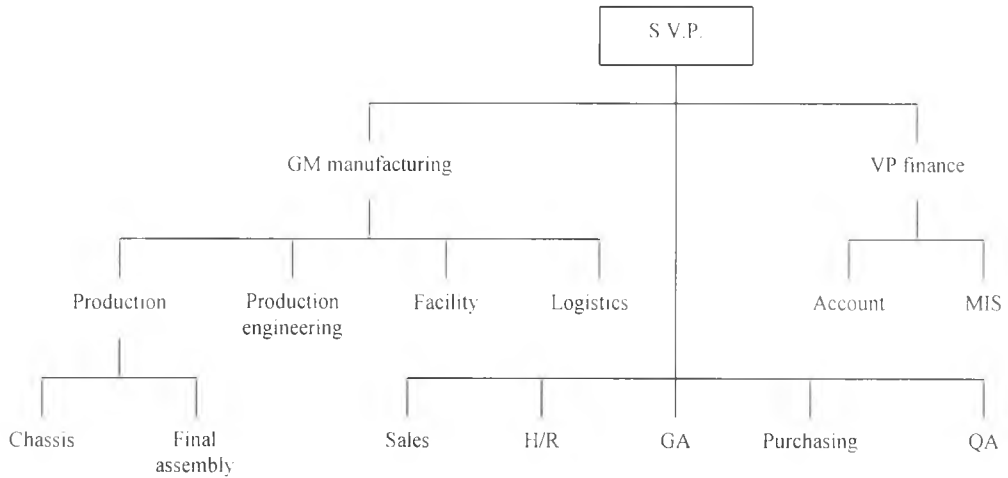 S.V.P.
GM manufacturing
VP finance
Production
Production
engineering
Facility
Logistics
Account
MIS
Chassis
Final
assembly
Sales
H/R
GA
Purchasing
QA